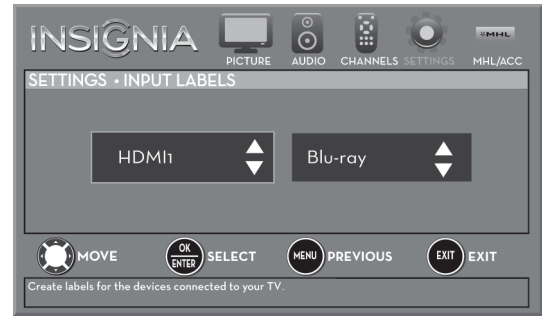 INSIGNIA
PICTURE AUDIO CHANNELS SETTINGS MHL MHL/ACC
SETTINGS • INPUT LABELS
HDMI1 Blu-ray
MOVE OK ENTER SELECT MENU PREVIOUS EXIT EXIT
Create labels for the devices connected to your TV.